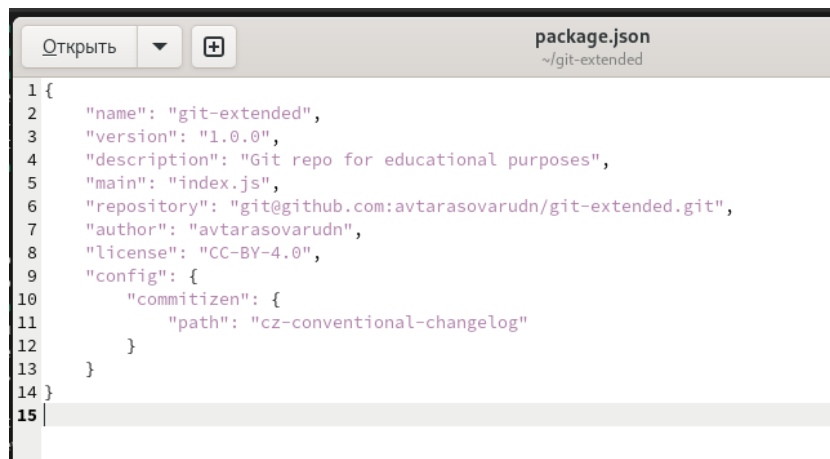 Открыть
package.json
~/git-extended
1 {
2     "name": "git-extended",
3     "version": "1.0.0",
4     "description": "Git repo for educational purposes",
5     "main": "index.js",
6     "repository": "git@github.com:avtarasovarudn/git-extended.git",
7     "author": "avtarasovarudn",
8     "license": "CC-BY-4.0",
9     "config": {
10         "commitizen": {
11             "path": "cz-conventional-changelog"
12         }
13     }
14 }
15